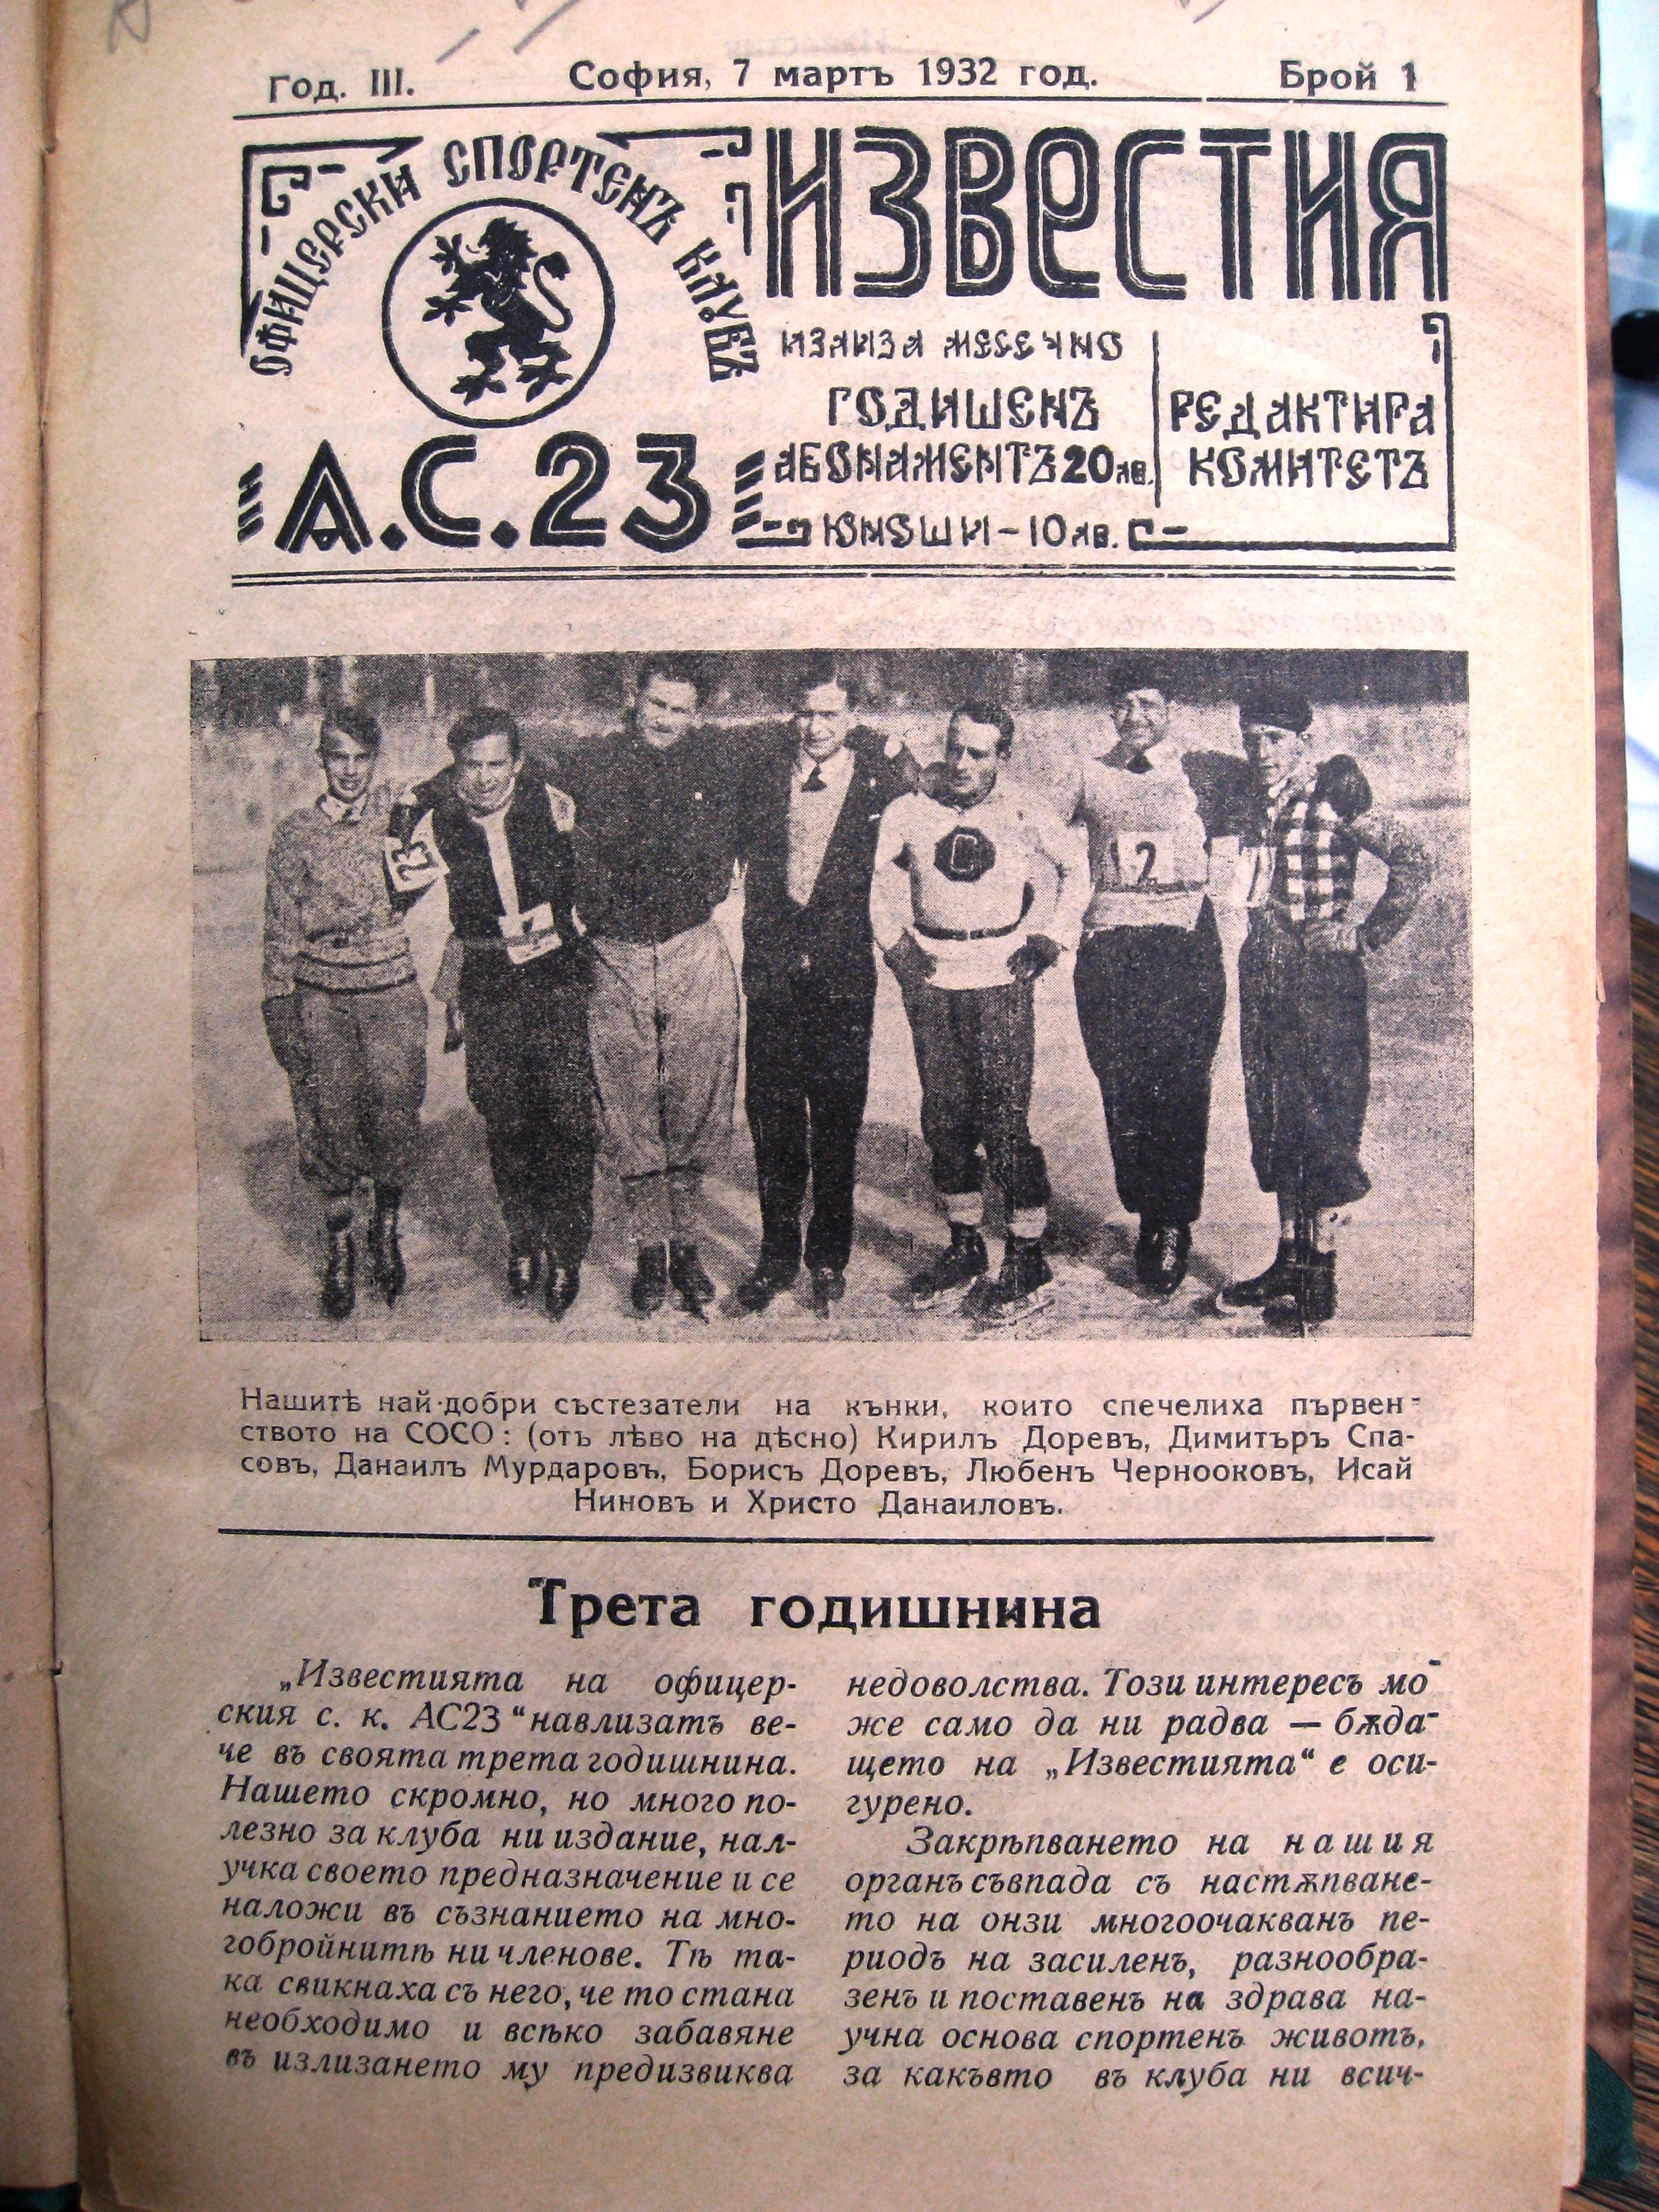 Год. III.
София, 7 мартъ 1932 год.
Брой 1
ОФИЦЕРСКИ СПОРТЕНЪ КЛУБЪ
А.С.23
ИЗВЕСТИЯ
ИЗЛИЗА МЕСЕЧНО
ГОДИШЕНЪ
АБОНАМЕНТЪ 20 лв.
ЮНОШИ – 10 лв.
РЕДАКТИРА
КОМИТЕТЪ
13
2
Нашитѣ най-добри състезатели на кънки, които спечелиха първен-
ството на СОСО: (отъ лѣво на дѣсно) Кирилъ Доревъ, Димитъръ Спа-
совъ, Данаилъ Мурдаровъ, Борисъ Доревъ, Любенъ Чернооковъ, Исай
Ниновъ и Христо Данаиловъ.
Трета годишнина
„Известията на офицер-
ския с. к. АС23“ навлизатъ ве-
че въ своята трета годишнина.
Нашето скромно, но много по-
лезно за клуба ни издание, нал-
учка своето предназначение и се
наложи въ съзнанието на мно-
гобройнитѣ ни членове. Тѣ та-
ка свикнаха съ него, че то стана
необходимо и всѣко забавяне
въ излизането му предизвиква
недоволства. Този интересъ мо-
же само да ни радва — бѫда-
щето на „Известията“ е оси-
гурено.
Закрѣпването на нашия
органъ съвпада съ настѫпване-
то на онзи многоочакванъ пе-
риодъ на засиленъ, разнообра-
зенъ и поставенъ на здрава на-
учна основа спортенъ животъ,
за какъвто въ клуба ни всич-